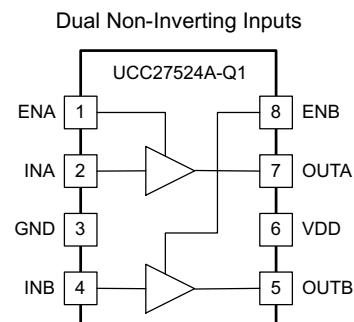 Dual Non-Inverting Inputs
UCC27524A-Q1
ENA 1 8 ENB
INA 2 7 OUTA
GND 3 6 VDD
INB 4 5 OUTB